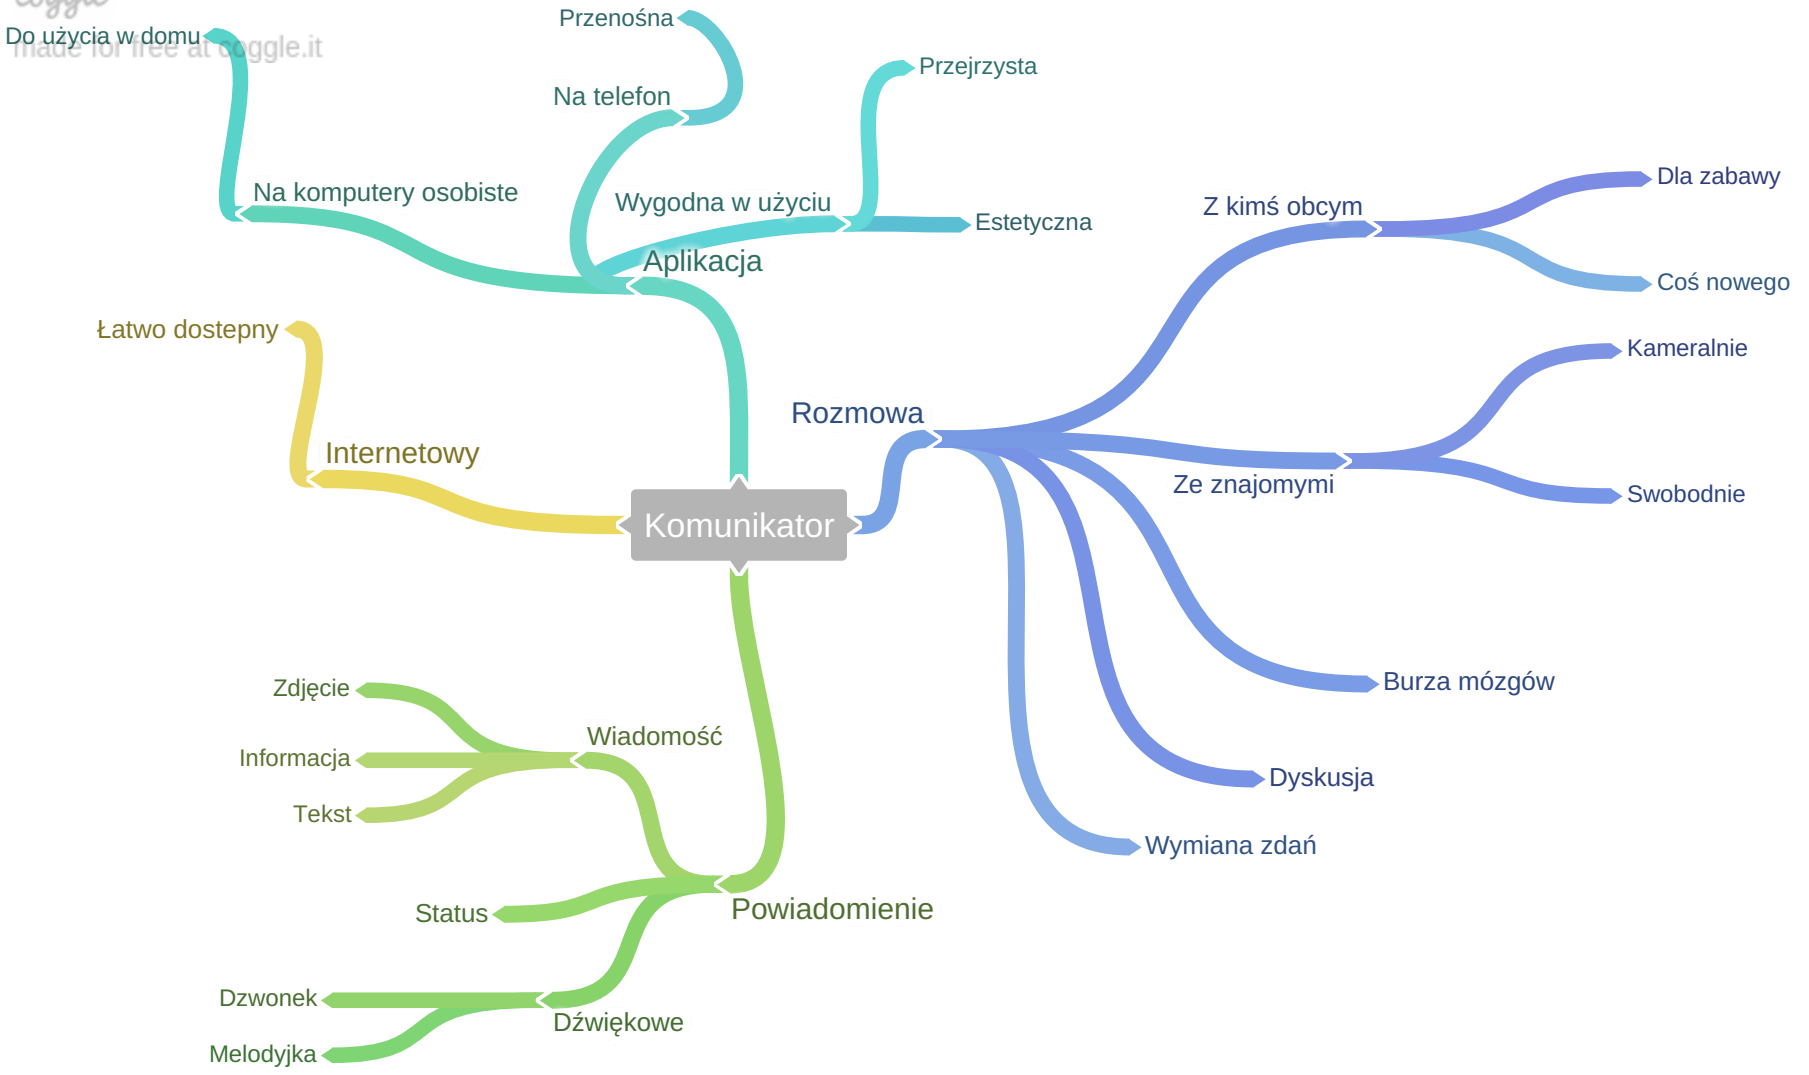 coggle
made for free at coggle.it
Do użycia w domu
Przenośna
Na telefon
Przejrzysta
Na komputery osobiste
Wygodna w użyciu
Estetyczna
Aplikacja
Z kimś obcym
Dla zabawy
Coś nowego
Łatwo dostepny
Kameralnie
Rozmowa
Internetowy
Ze znajomymi
Swobodnie
Komunikator
Zdjęcie
Wiadomość
Informacja
Tekst
Burza mózgów
Dyskusja
Wymiana zdań
Status
Powiadomienie
Dzwonek
Dźwiękowe
Melodyjka